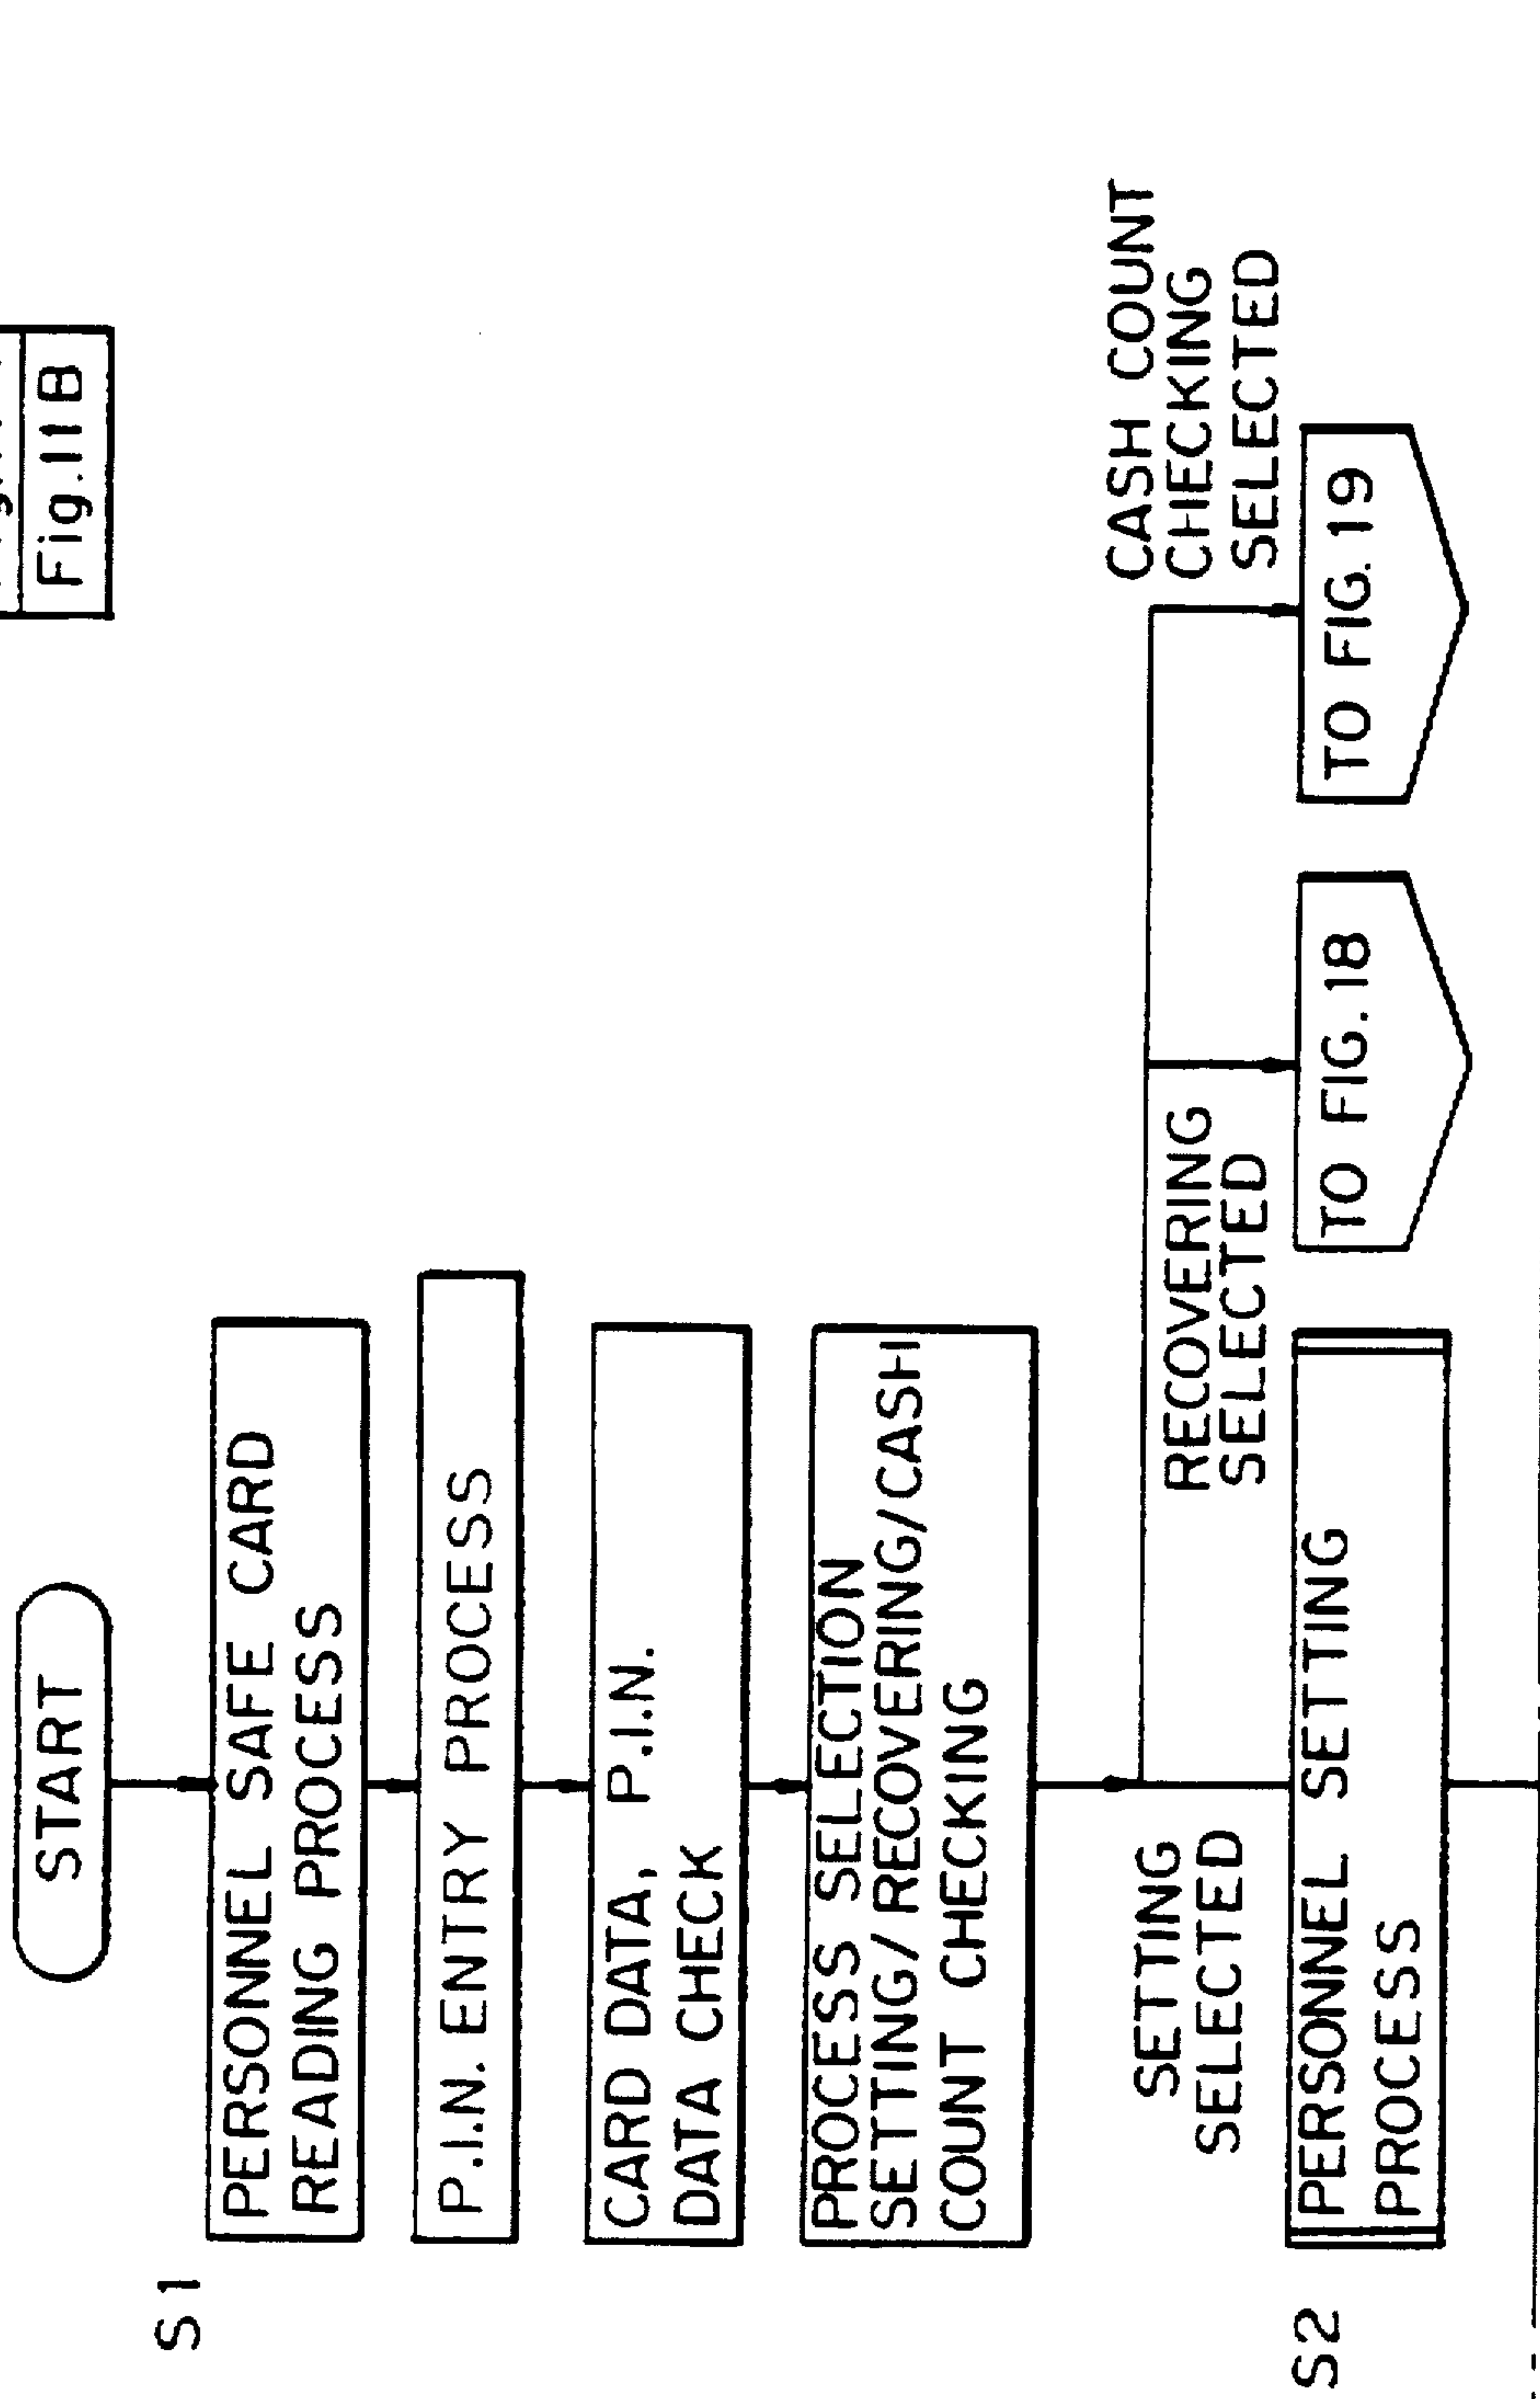 Fig.11B
START
S1
PERSONNEL SAFE CARD
READING PROCESS
P.I.N. ENTRY PROCESS
CARD DATA, P.I.N.
DATA CHECK
PROCESS SELECTION
SETTING/RECOVERING/CASH
COUNT CHECKING
SETTING
SELECTED
RECOVERING
SELECTED
CASH COUNT
CHECKING
SELECTED
S2
PERSONNEL SETTING
PROCESS
TO FIG.18
TO FIG.19